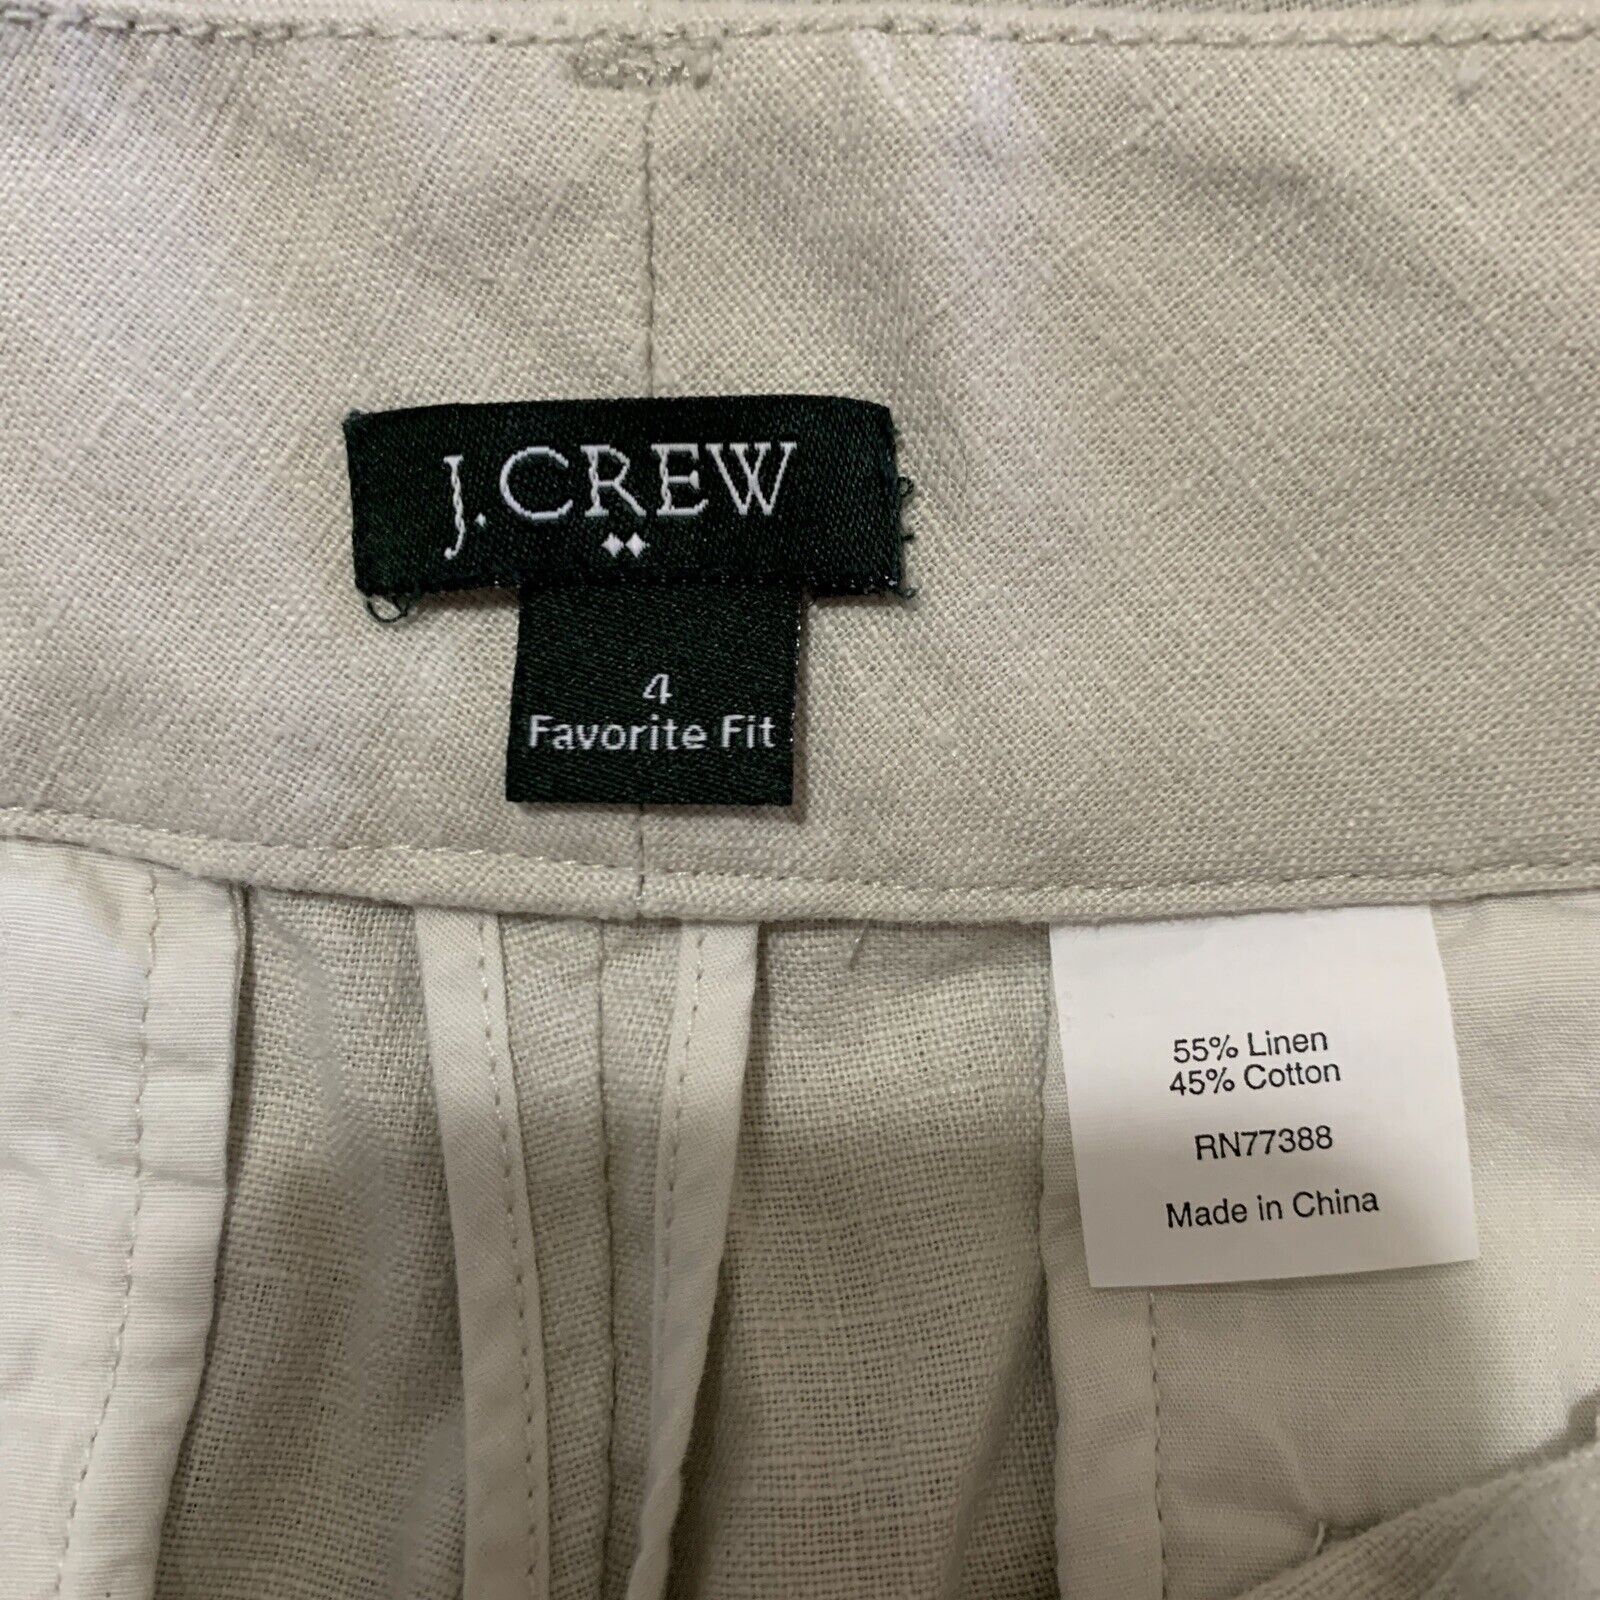 J.CREW
4
Favorite Fit
55% Linen
45% Cotton
RN77388
Made in China